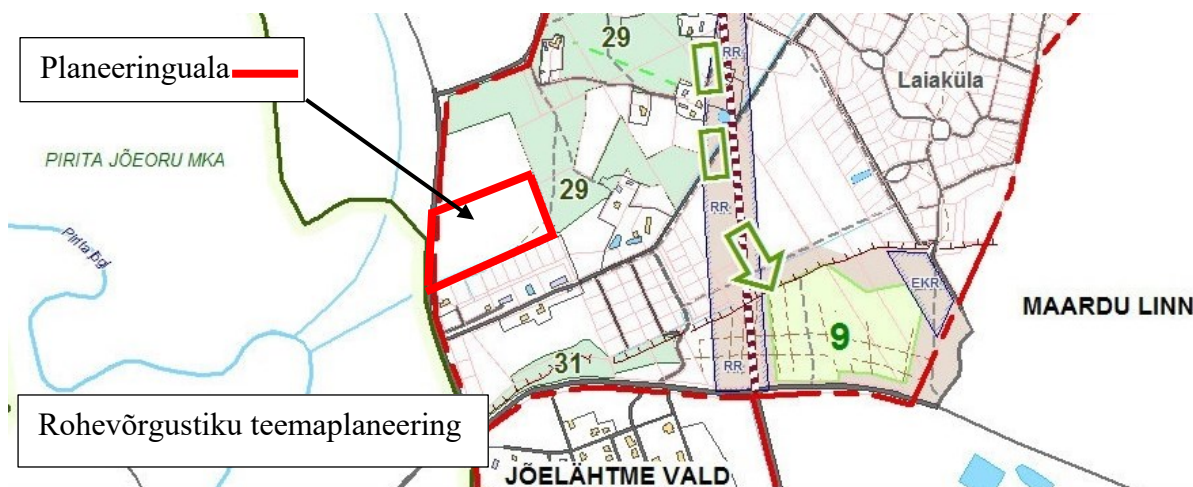 29
RR
Planeeringuala
Laiaküla
PIRITA JÕEORU MKA
29
RR
Pirita jõgi
EKR
MAARDU LINN
9
31
RR
Rohevõrgustiku teemaplaneering
JÕELÄHTME VALD